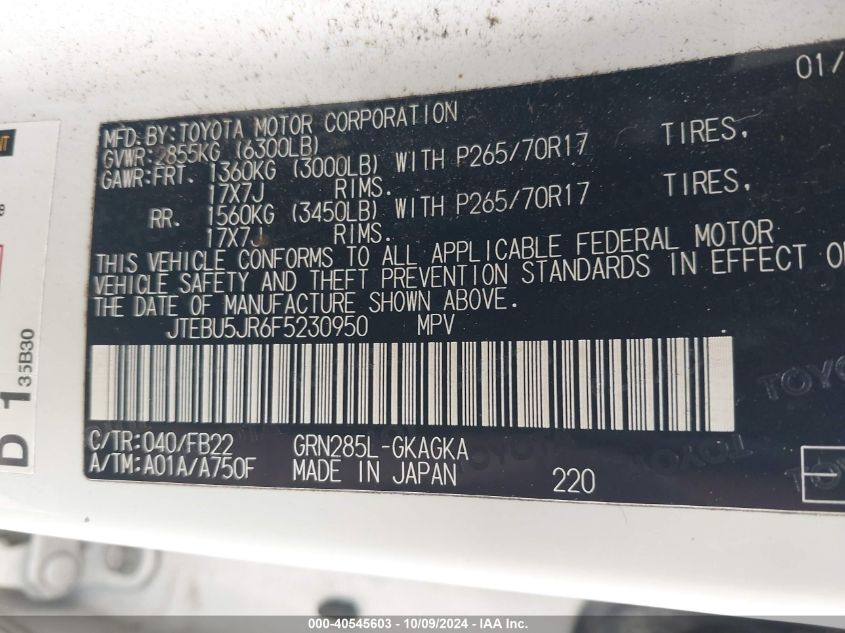 01/
MFD.BY:TOYOTA MOTOR CORPORATION
GVWR:2855KG (6300LB)
GAWR:FRT. 1360KG (3000LB) WITH P265/70R17 TIRES,
17X7J RIMS.
RR. 1560KG (3450LB) WITH P265/70R17 TIRES,
17X7J RIMS.
THIS VEHICLE CONFORMS TO ALL APPLICABLE FEDERAL MOTOR
VEHICLE SAFETY AND THEFT PREVENTION STANDARDS IN EFFECT O
THE DATE OF MANUFACTURE SHOWN ABOVE.
JTEBU5JR6F5230950 MPV
C/TR:040/FB22 GRN285L-GKAGKA
A/TM:A01A/A750F MADE IN JAPAN 220
D 1
35B30
000-40545603 - 10/09/2024 - IAA Inc.